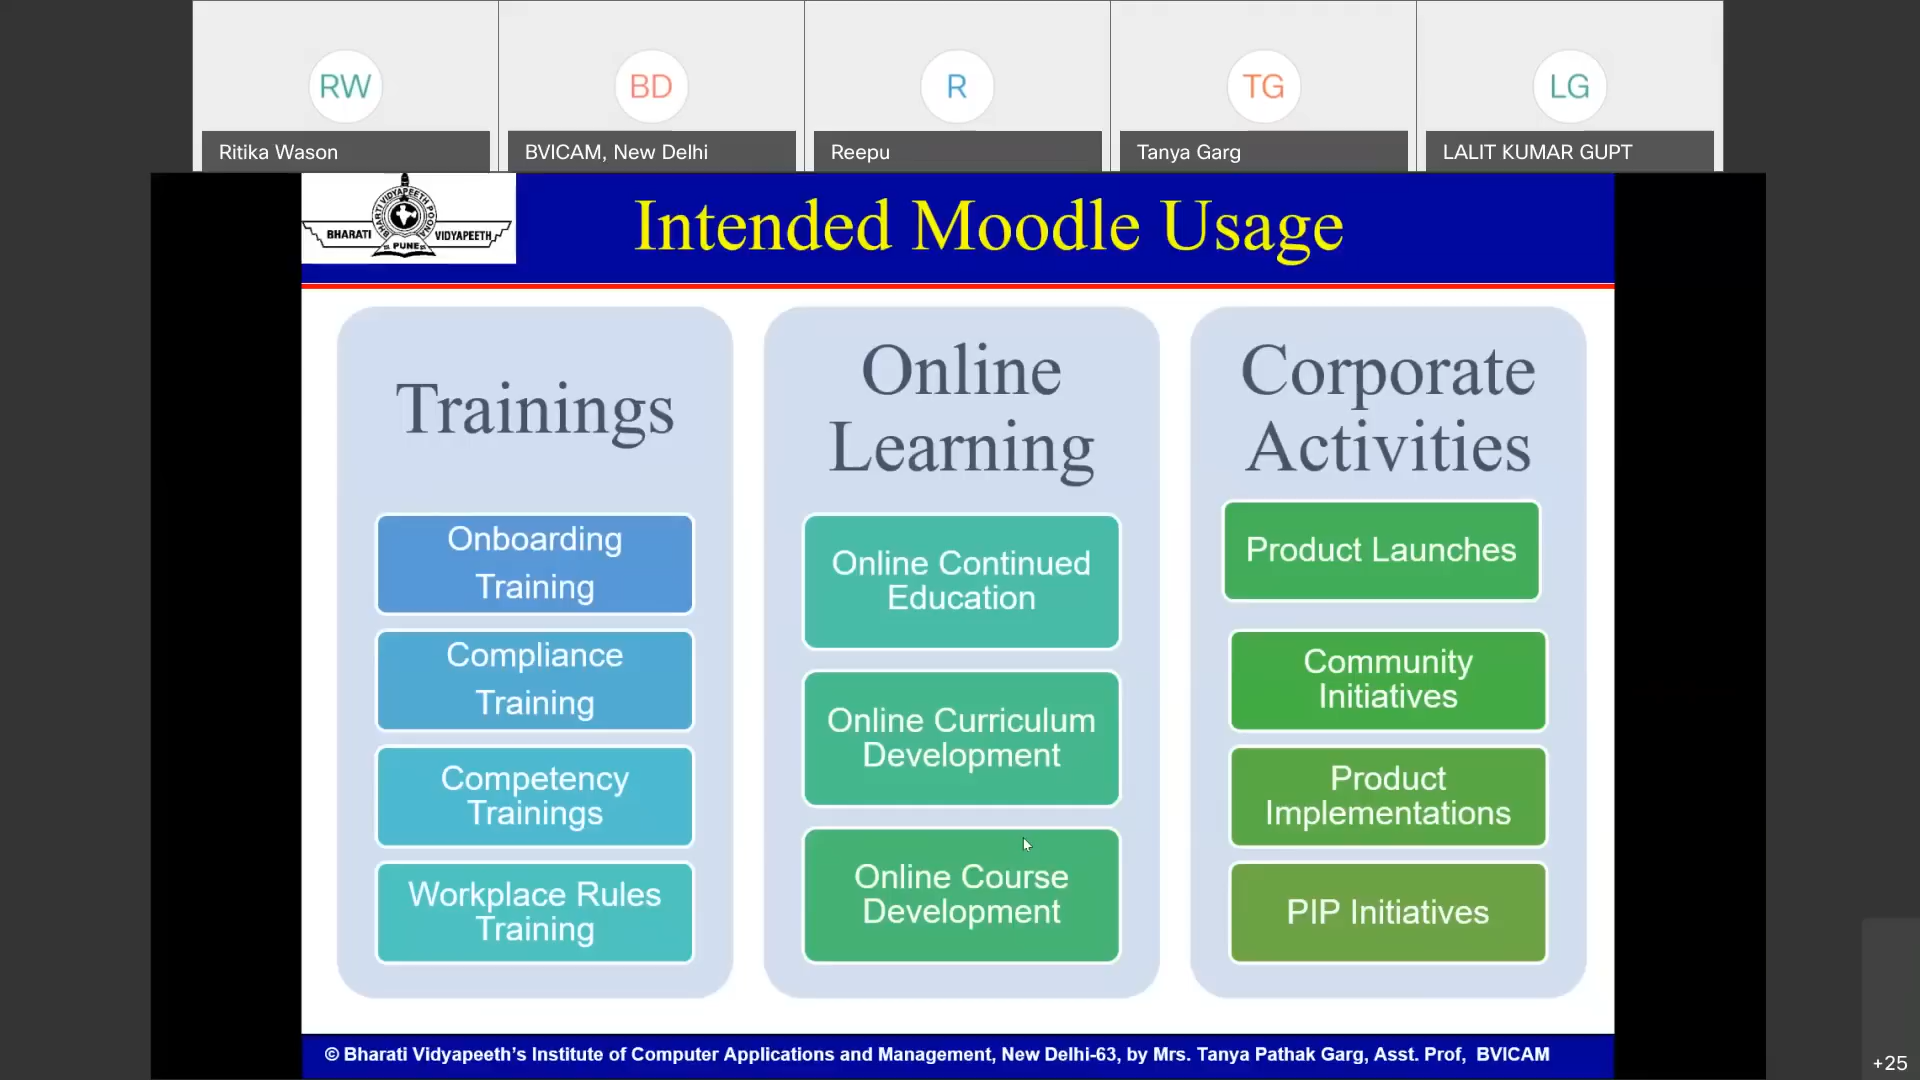 RW
BD
R
TG
LG
Ritika Wason
BVICAM, New Delhi
Reepu
Tanya Garg
LALIT KUMAR GUPT
BHARATI VIDYAPEETH POONA
BHARATI
VIDYAPEETH
PUNE
Intended Moodle Usage
Trainings
Onboarding
Training
Compliance
Training
Competency
Trainings
Workplace Rules
Training
Online
Learning
Online Continued
Education
Online Curriculum
Development
Online Course
Development
Corporate
Activities
Product Launches
Community
Initiatives
Product
Implementations
PIP Initiatives
© Bharati Vidyapeeth’s Institute of Computer Applications and Management, New Delhi-63, by Mrs. Tanya Pathak Garg, Asst. Prof, BVICAM
+25